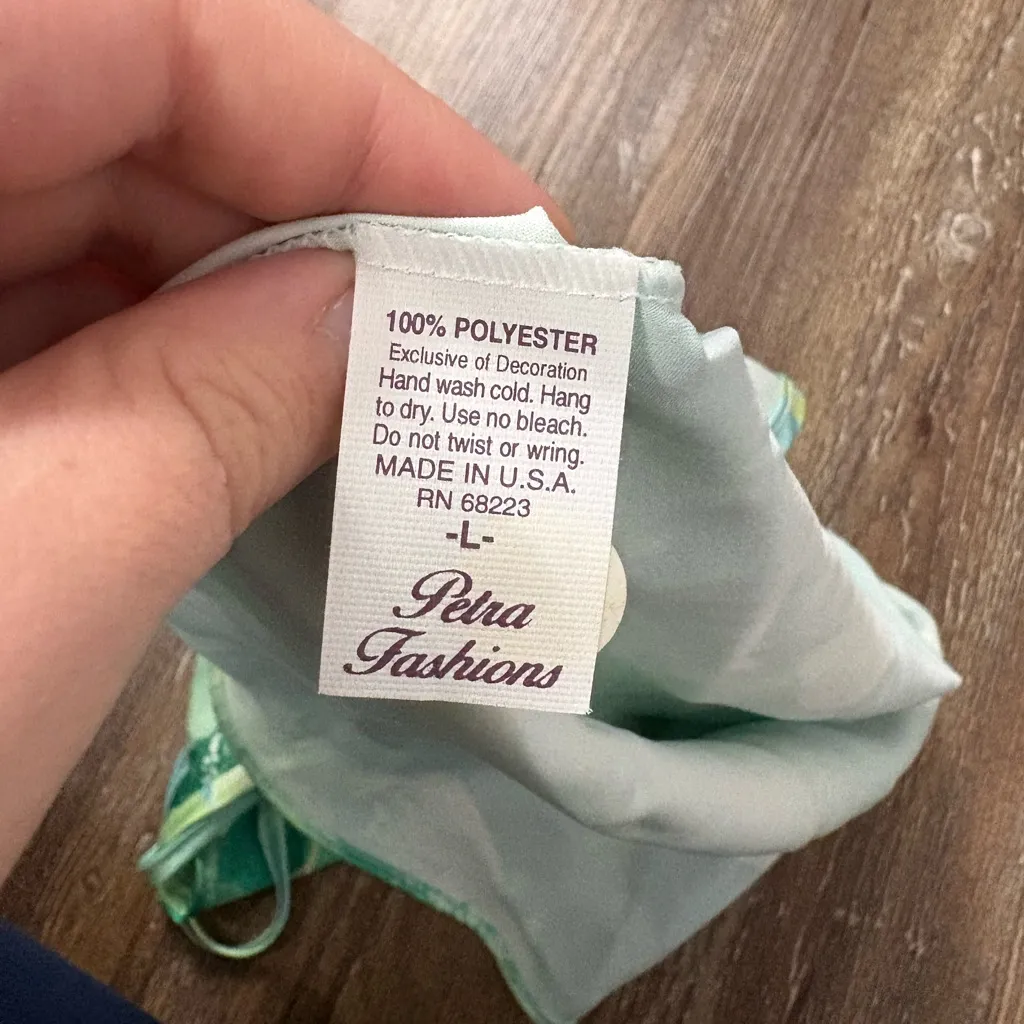 100% POLYESTER
Exclusive of Decoration
Hand wash cold. Hang
to dry. Use no bleach.
Do not twist or wring.
MADE IN U.S.A.
RN 68223
-L-
Petra
Fashions